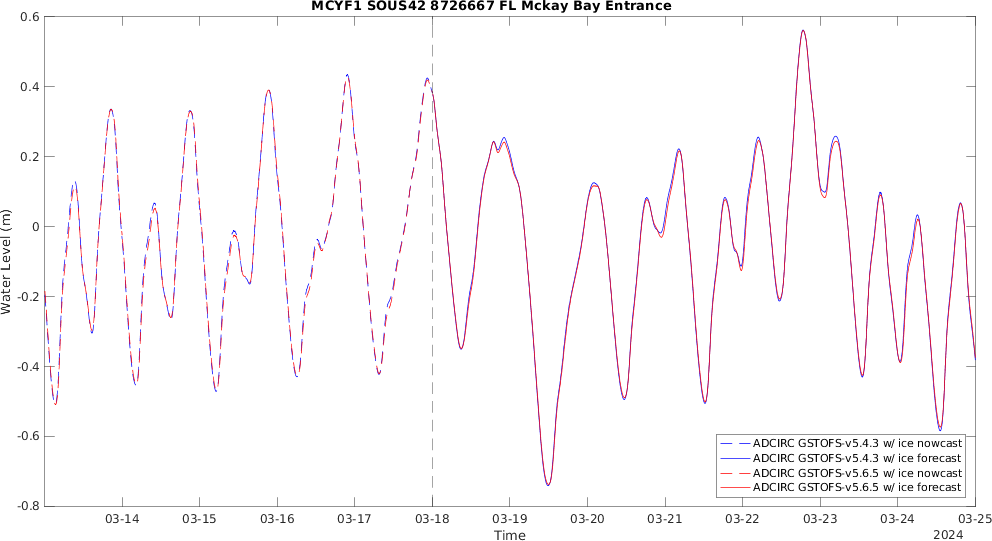 MCYF1 SOUS42 8726667 FL Mckay Bay Entrance
0.6
0.4
0.2
0
-0.2
-0.4
-0.6
-0.8
Water Level (m)
ADCIRC GSTOFS-v5.4.3 w/ ice nowcast
ADCIRC GSTOFS-v5.4.3 w/ ice forecast
ADCIRC GSTOFS-v5.6.5 w/ ice nowcast
ADCIRC GSTOFS-v5.6.5 w/ ice forecast
03-14 03-15 03-16 03-17 03-18 03-19 03-20 03-21 03-22 03-23 03-24 03-25
Time
2024